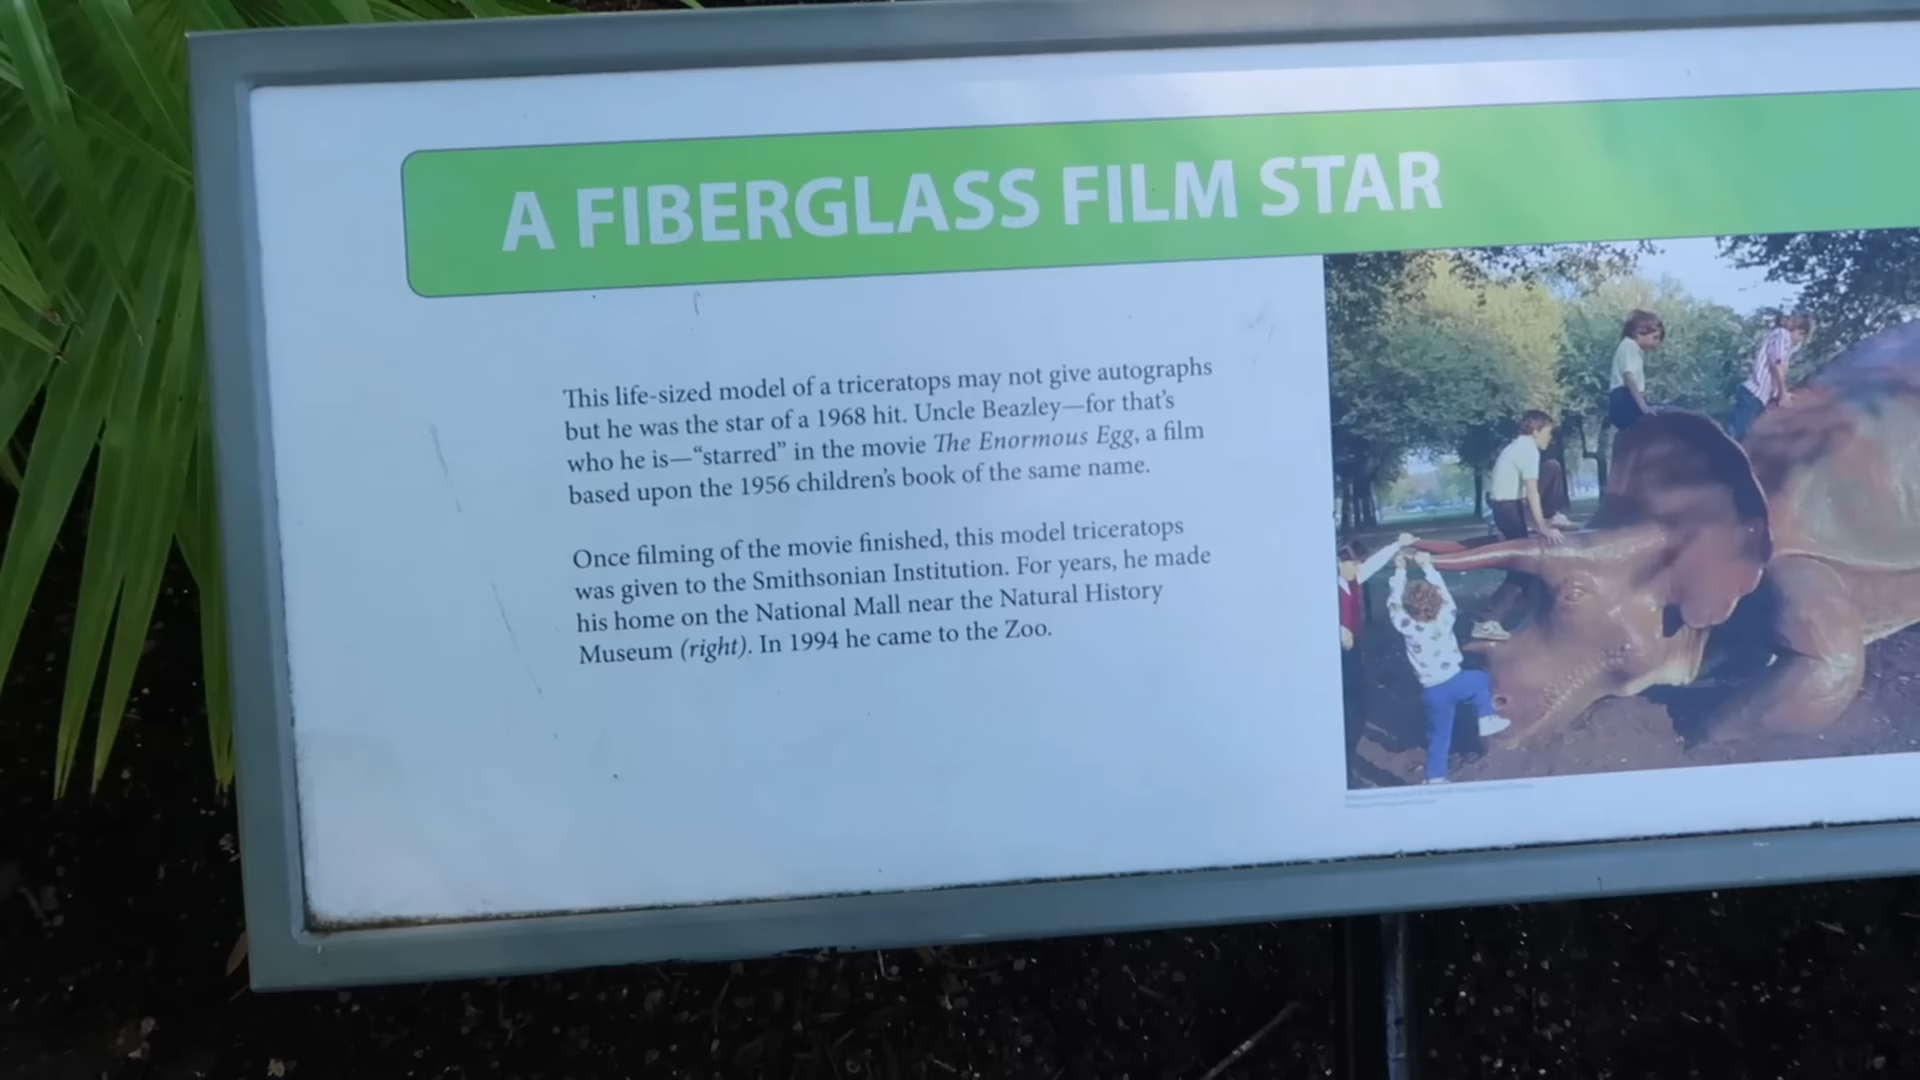 A FIBERGLASS FILM STAR
This life-sized model of a triceratops may not give autographs
but he was the star of a 1968 hit. Uncle Beazley—for that's
who he is—“starred” in the movie The Enormous Egg, a film
based upon the 1956 children's book of the same name.
Once filming of the movie finished, this model triceratops
was given to the Smithsonian Institution. For years, he made
his home on the National Mall near the Natural History
Museum (right). In 1994 he came to the Zoo.